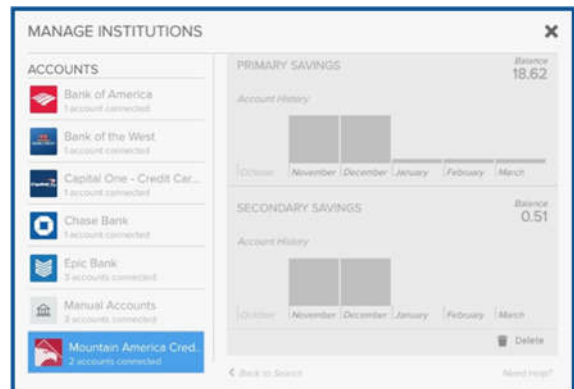 MANAGE INSTITUTIONS
ACCOUNTS
Bank of America
1 account connected
Bank of the West
1 account connected
Capital One - Credit Car...
1 account connected
Chase Bank
1 account connected
Epic Bank
3 accounts connected
Manual Accounts
3 accounts connected
Mountain America Cred...
2 accounts connected
PRIMARY SAVINGS
Balance
18.62
Account History
October November December January February March
SECONDARY SAVINGS
Balance
0.51
Account History
October November December January February March
Delete
Back to Search
Need Help?